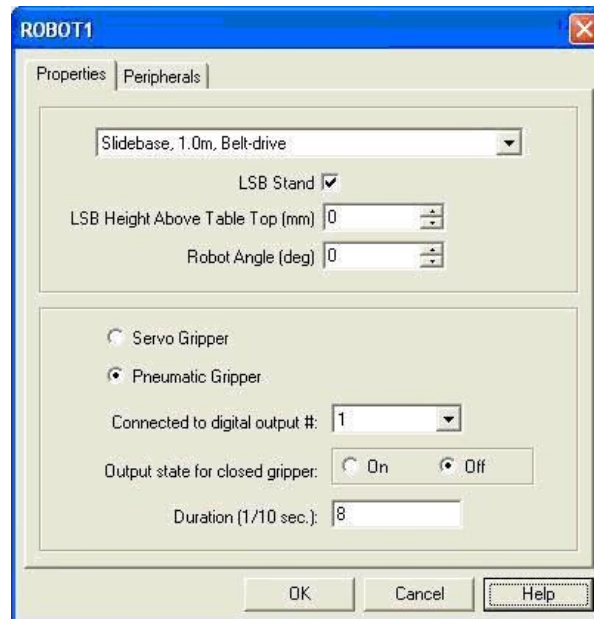 ROBOT1
Properties Peripherals
Slidebase, 1.0m, Belt-drive
LSB Stand
LSB Height Above Table Top (mm) 0
Robot Angle (deg) 0
Servo Gripper
Pneumatic Gripper
Connected to digital output #: 1
Output state for closed gripper: On Off
Duration (1/10 sec.): 8
OK Cancel Help